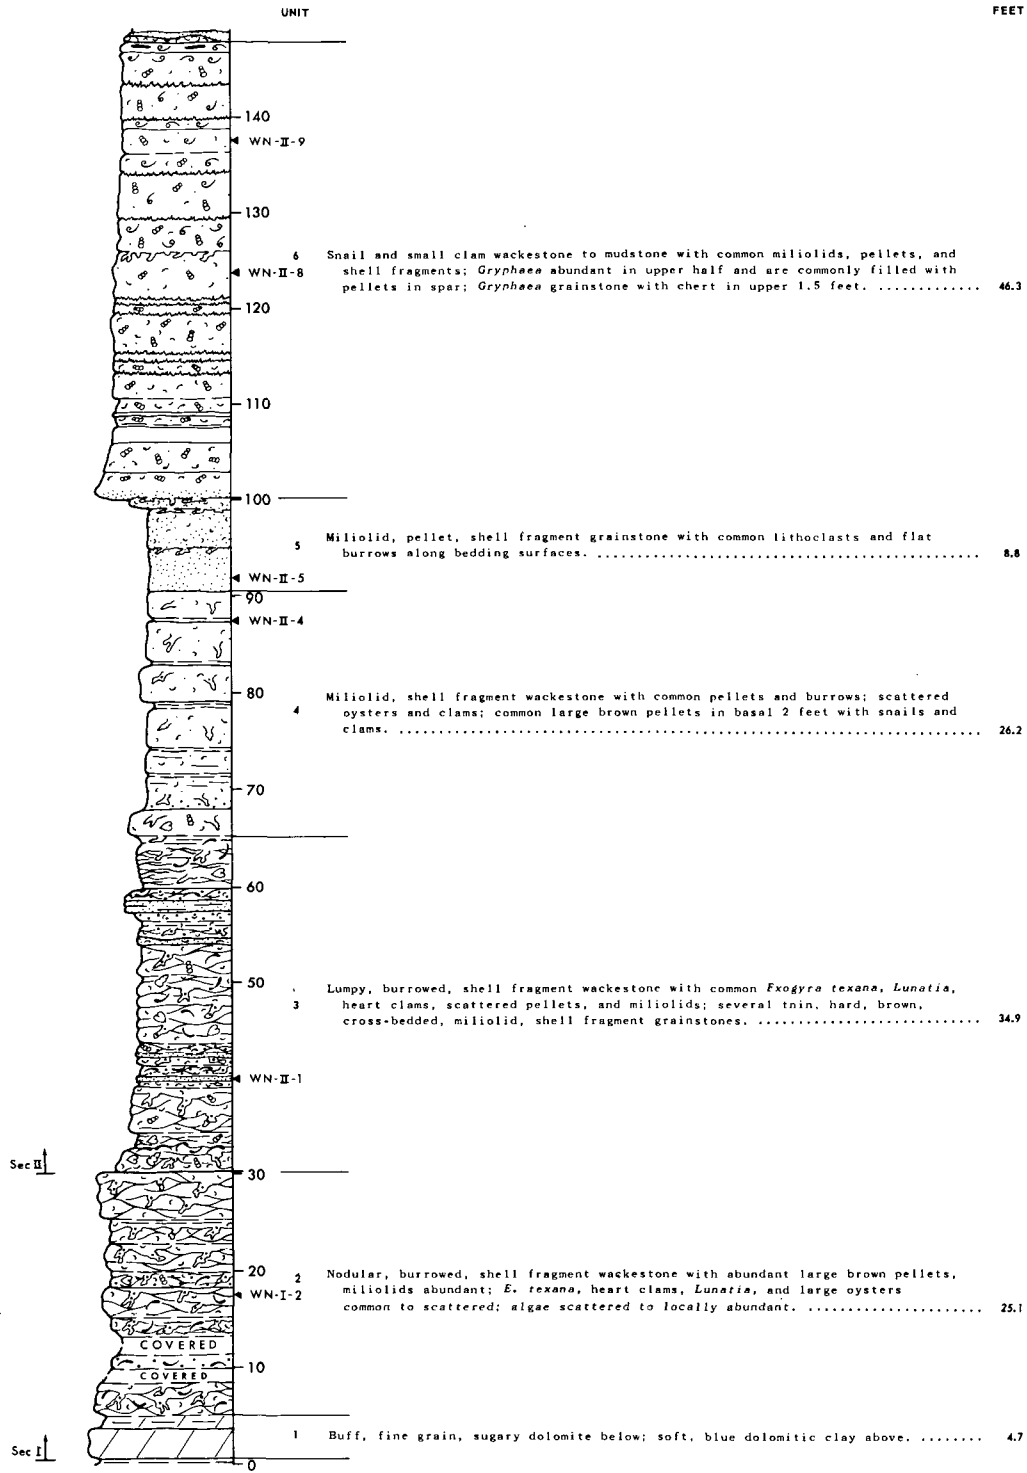 UNIT FEET
140
WN-II-9
130
6 Snail and small clam wackestone to mudstone with common miliolids, pellets, and
shell fragments; Gryphaea abundant in upper half and are commonly filled with
pellets in spar; Gryphaea grainstone with chert in upper 1.5 feet. ............. 46.3
WN-II-8
120
110
100
5 Miliolid, pellet, shell fragment grainstone with common lithoclasts and flat
burrows along bedding surfaces. ................................................ 8.8
WN-II-5
90
WN-II-4
80
4 Miliolid, shell fragment wackestone with common pellets and burrows; scattered
oysters and clams; common large brown pellets in basal 2 feet with snails and
clams. ......................................................................... 26.2
70
60
50
3 Lumpy, burrowed, shell fragment wackestone with common Exogyra texana, Lunatia,
heart clams, scattered pellets, and miliolids; several tnin, hard, brown,
cross-bedded, miliolid, shell fragment grainstones. ............................ 34.9
WN-II-1
Sec II
30
20
2 Nodular, burrowed, shell fragment wackestone with abundant large brown pellets,
miliolids abundant; E. texana, heart clams, Lunatia, and large oysters
common to scattered; algae scattered to locally abundant. ...................... 25.1
WN-I-2
COVERED
10
COVERED
1 Buff, fine grain, sugary dolomite below; soft, blue dolomitic clay above. ........ 4.7
Sec I
0